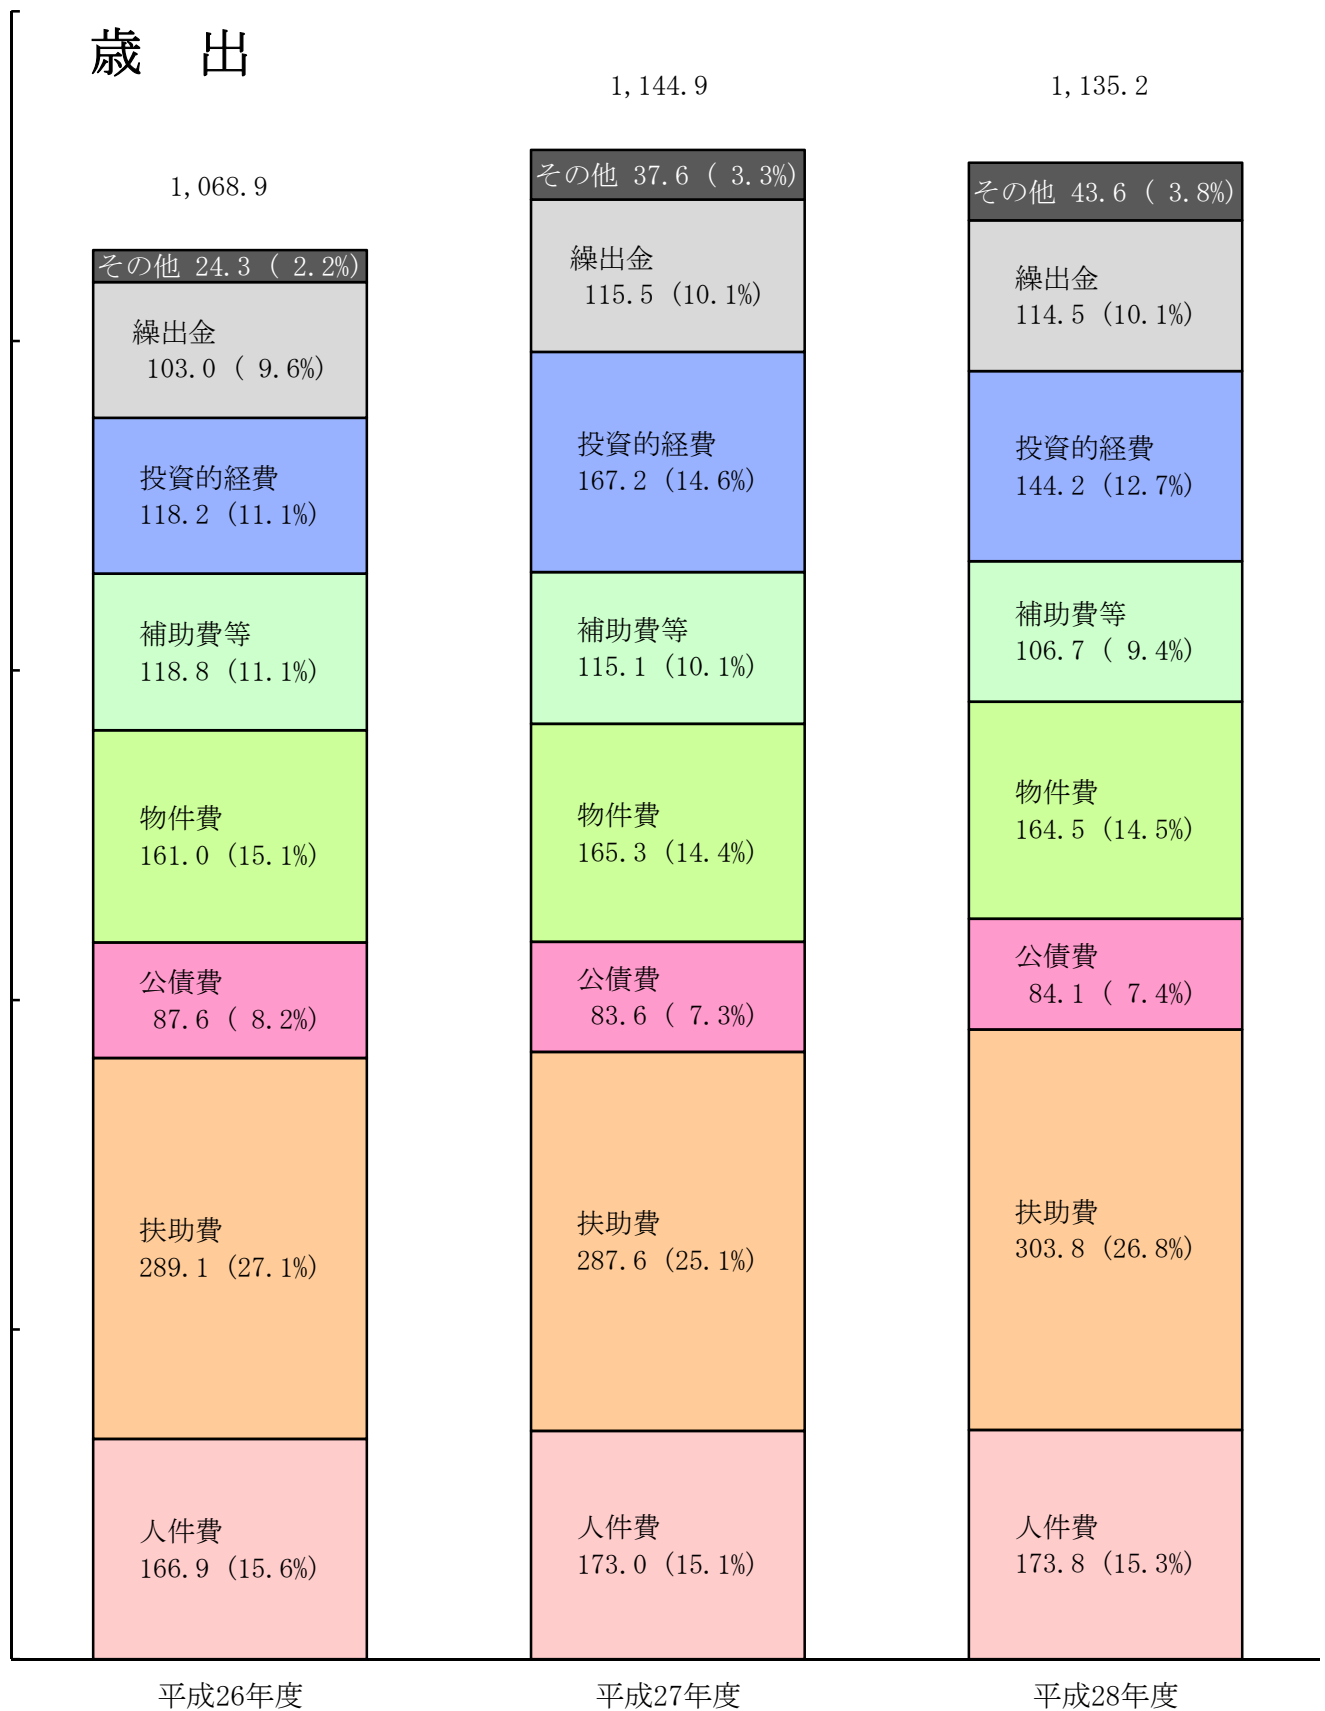 歳　出
1,068.9
その他 24.3 ( 2.2%)
繰出金
103.0 ( 9.6%)
投資的経費
118.2 (11.1%)
補助費等
118.8 (11.1%)
物件費
161.0 (15.1%)
公債費
87.6 ( 8.2%)
扶助費
289.1 (27.1%)
人件費
166.9 (15.6%)
平成26年度
1,144.9
その他 37.6 ( 3.3%)
繰出金
115.5 (10.1%)
投資的経費
167.2 (14.6%)
補助費等
115.1 (10.1%)
物件費
165.3 (14.4%)
公債費
83.6 ( 7.3%)
扶助費
287.6 (25.1%)
人件費
173.0 (15.1%)
平成27年度
1,135.2
その他 43.6 ( 3.8%)
繰出金
114.5 (10.1%)
投資的経費
144.2 (12.7%)
補助費等
106.7 ( 9.4%)
物件費
164.5 (14.5%)
公債費
84.1 ( 7.4%)
扶助費
303.8 (26.8%)
人件費
173.8 (15.3%)
平成28年度